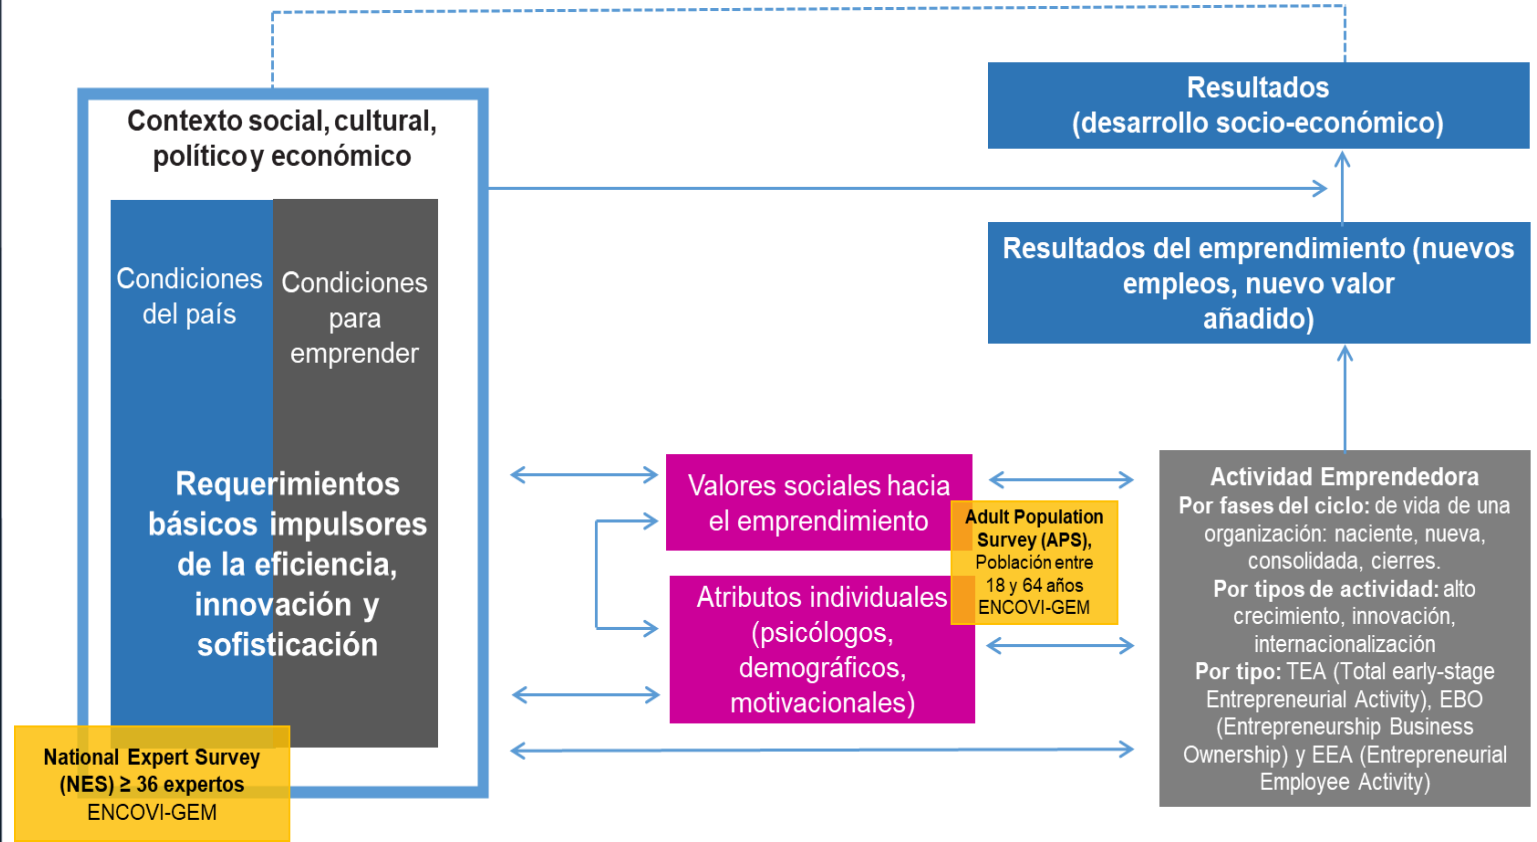 Contexto social, cultural,
político y económico
Condiciones
del país
Condiciones
para
emprender
Requerimientos
básicos impulsores
de la eficiencia,
innovación y
sofisticación
National Expert Survey
(NES) ≥ 36 expertos
ENCOVI-GEM
Valores sociales hacia
el emprendimiento
Atributos individuales
(psicólogos,
demográficos,
motivacionales)
Adult Population
Survey (APS),
Población entre
18 y 64 años
ENCOVI-GEM
Resultados
(desarrollo socio-económico)
Resultados del emprendimiento (nuevos
empleos, nuevo valor
añadido)
Actividad Emprendedora
Por fases del ciclo: de vida de una
organización: naciente, nueva,
consolidada, cierres.
Por tipos de actividad: alto
crecimiento, innovación,
internacionalización
Por tipo: TEA (Total early-stage
Entrepreneurial Activity), EBO
(Entrepreneurship Business
Ownership) y EEA (Entrepreneurial
Employee Activity)